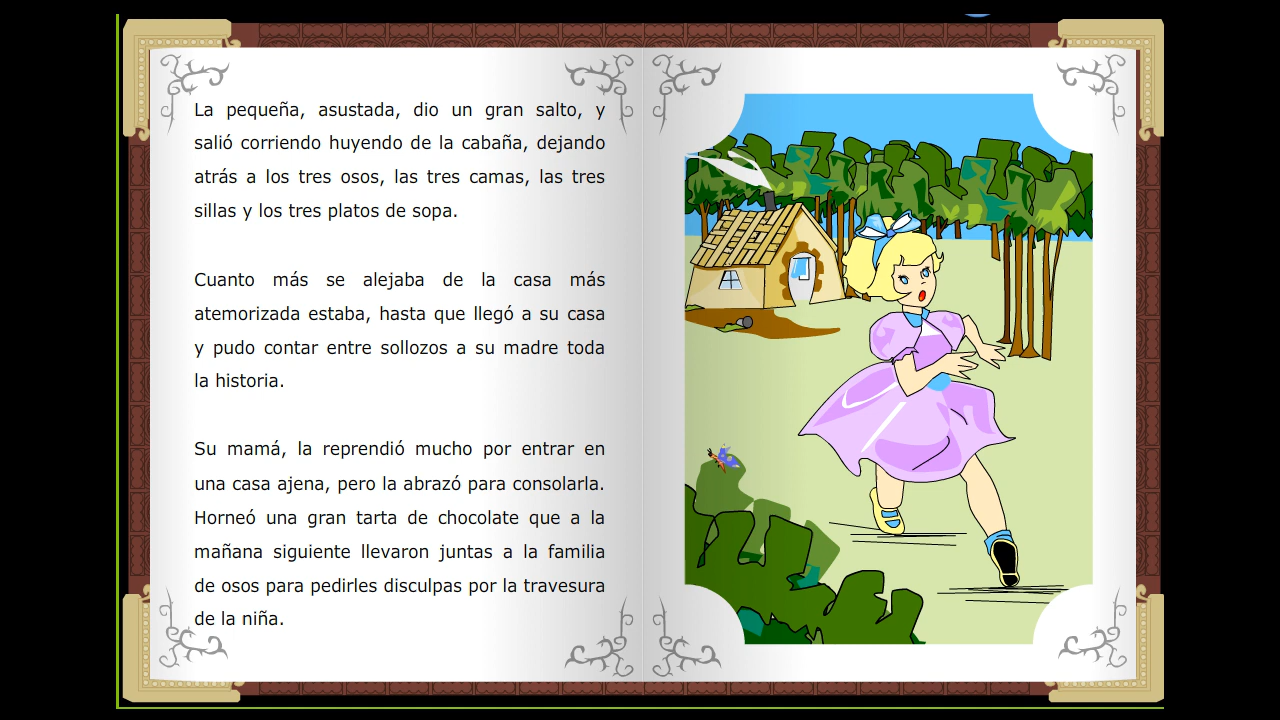 La pequeña, asustada, dio un gran salto, y
salió corriendo huyendo de la cabaña, dejando
atrás a los tres osos, las tres camas, las tres
sillas y los tres platos de sopa.
Cuanto más se alejaba de la casa más
atemorizada estaba, hasta que llegó a su casa
y pudo contar entre sollozos a su madre toda
la historia.
Su mamá, la reprendió mucho por entrar en
una casa ajena, pero la abrazó para consolarla.
Horneó una gran tarta de chocolate que a la
mañana siguiente llevaron juntas a la familia
de osos para pedirles disculpas por la travesura
de la niña.